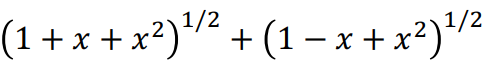 (1 + x + x²)^{1/2} + (1 − x + x²)^{1/2}